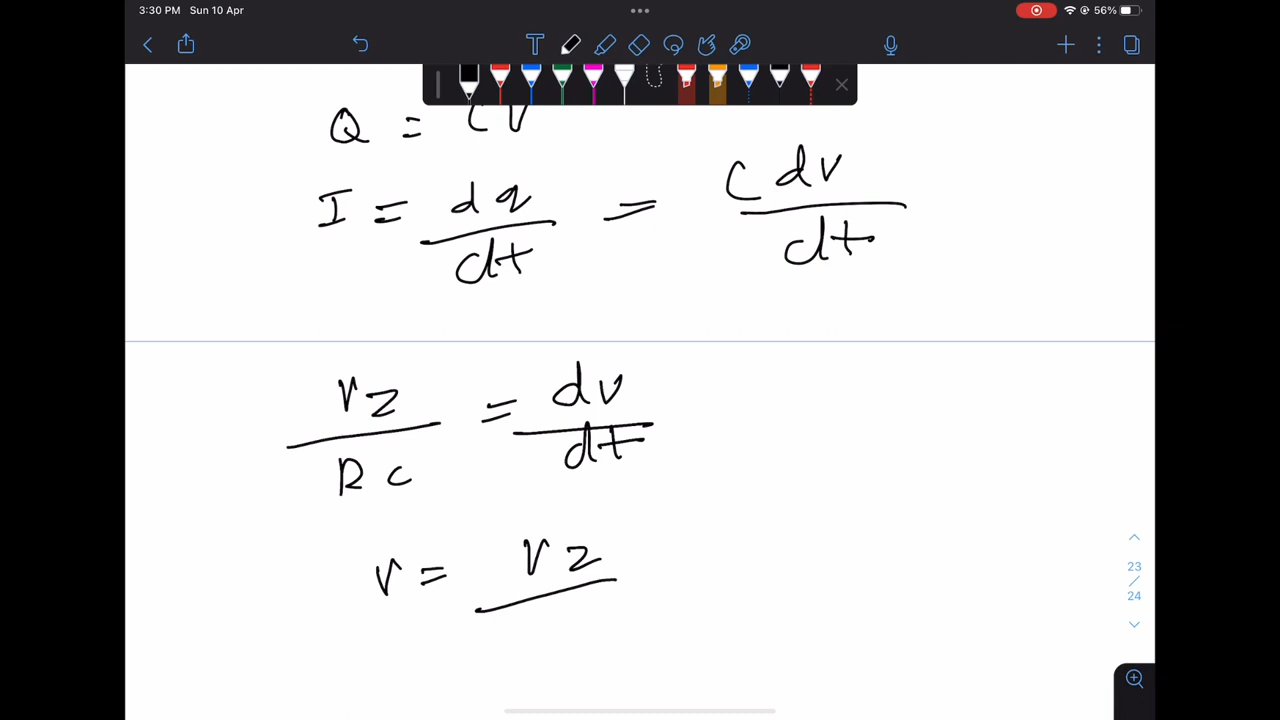 3:30 PM Sun 10 Apr
56%
T
Q = CV
I = dq/dt = C dv/dt
vz/RC = dv/dt
v = vz
23
/
24